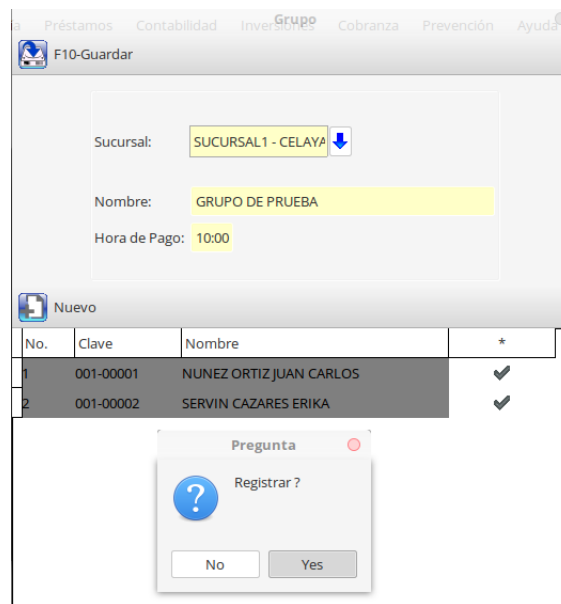 Grupo
ía Préstamos Contabilidad Inversiones Cobranza Prevención Ayuda
F10-Guardar
Sucursal: SUCURSAL1 - CELAYA
Nombre: GRUPO DE PRUEBA
Hora de Pago: 10:00
Nuevo
No. Clave Nombre *
1 001-00001 NUNEZ ORTIZ JUAN CARLOS
2 001-00002 SERVIN CAZARES ERIKA
Pregunta
?
Registrar ?
No Yes